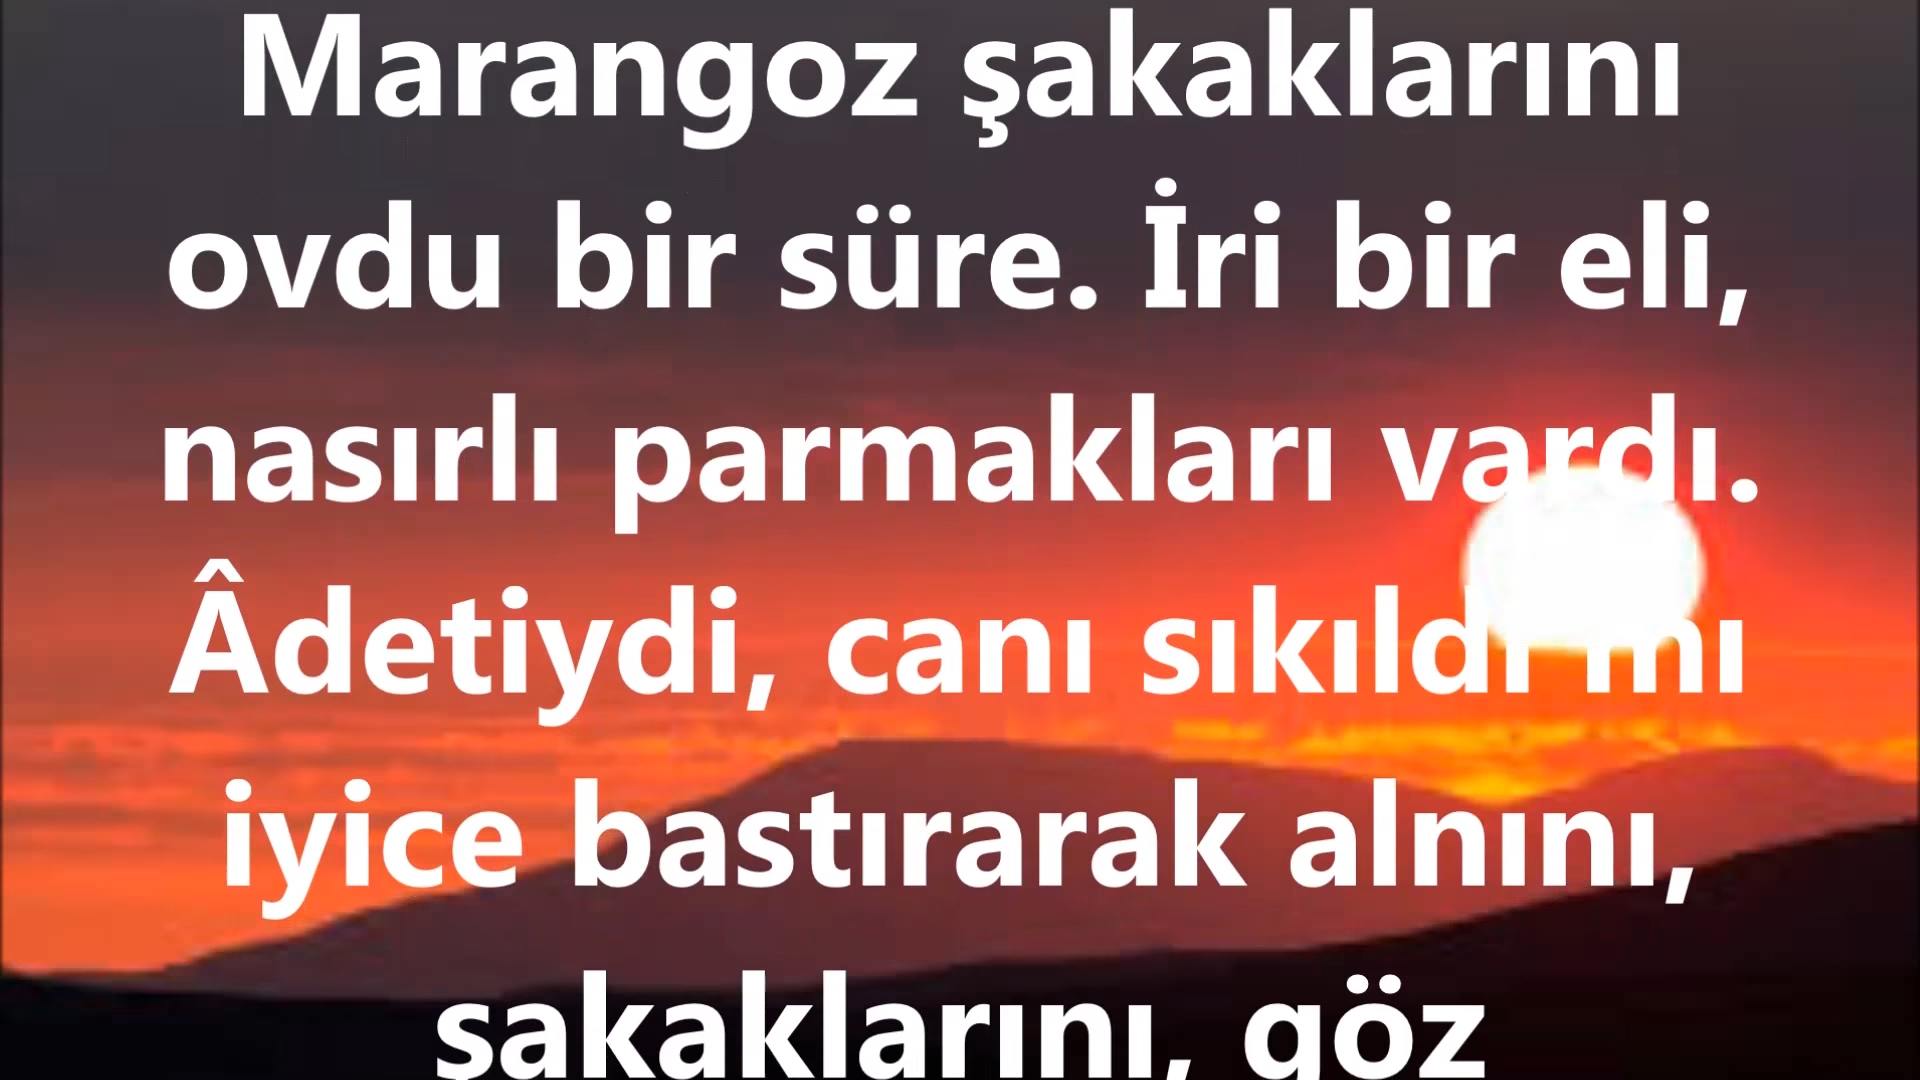 Marangoz şakaklarını
ovdu bir süre. İri bir eli,
nasırlı parmakları vardı.
Âdetiydi, canı sıkıldı mı
iyice bastırarak alnını,
şakaklarını, göz